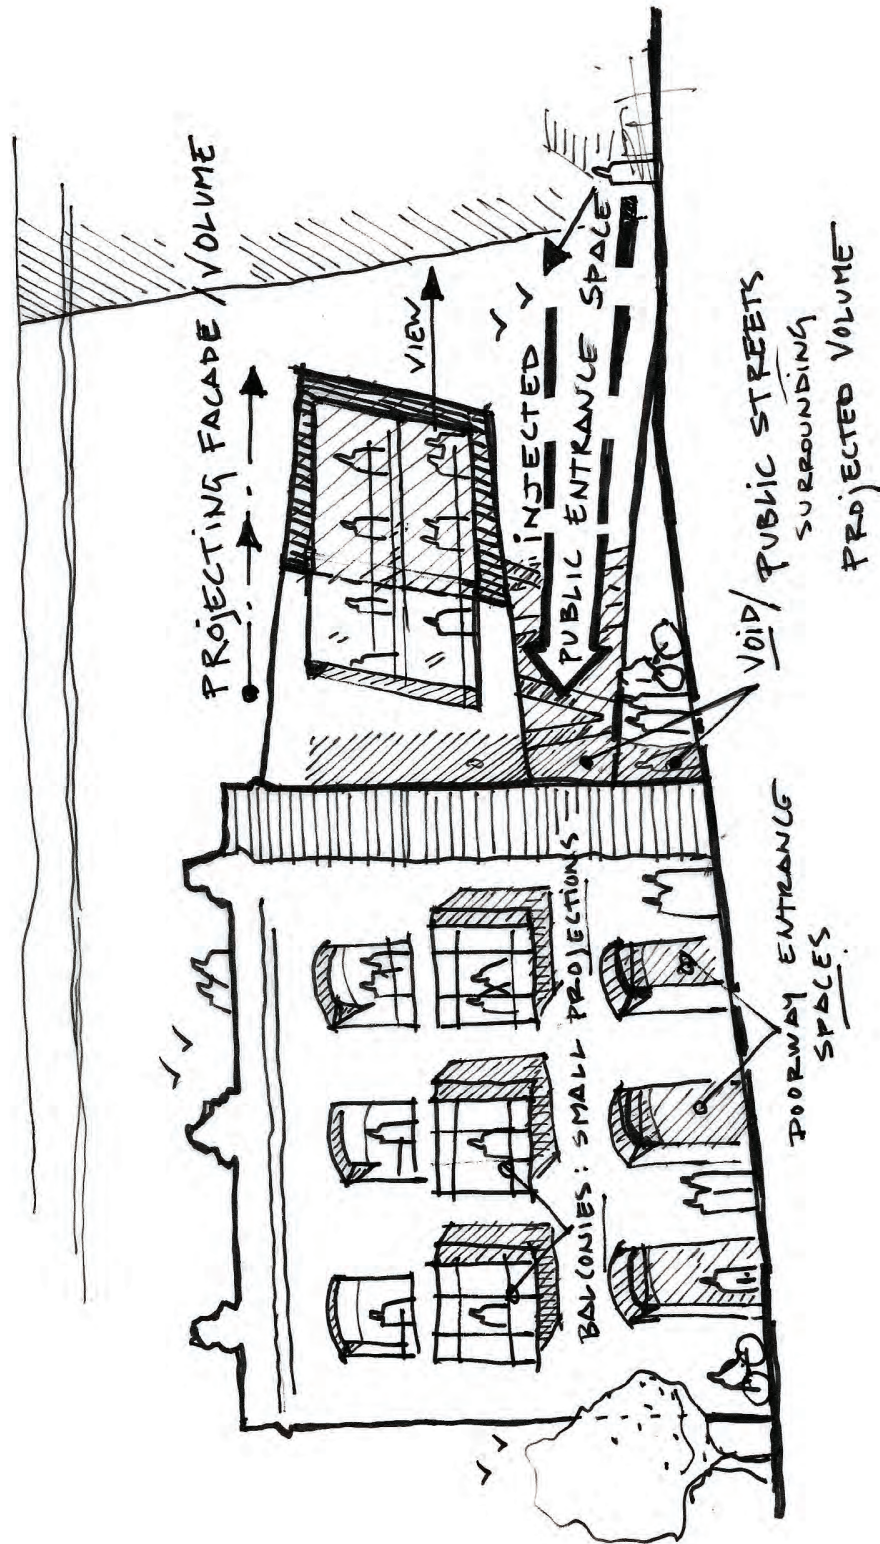 PROJECTING FACADE / VOLUME
VIEW
INJECTED
PUBLIC ENTRANCE SPACE
BALCONIES: SMALL PROJECTIONS
VOID/PUBLIC STREETS
SURROUNDING
PROJECTED VOLUME
DOORWAY ENTRANCE
SPACES